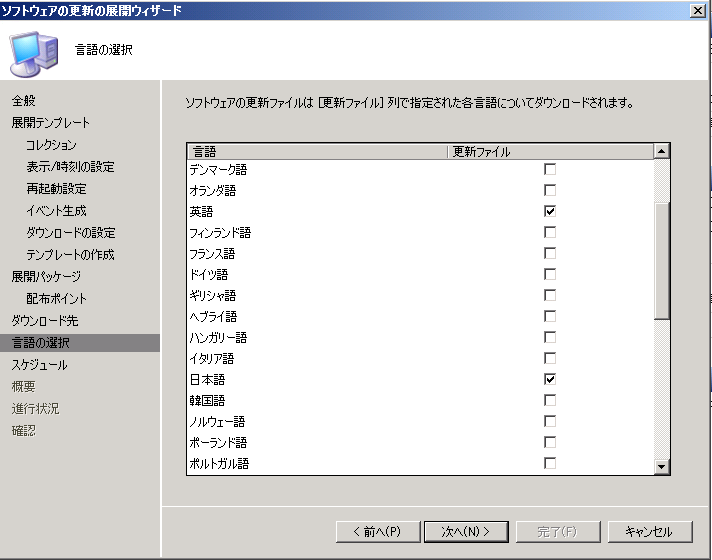 ソフトウェアの更新の展開ウィザード
言語の選択
全般
展開テンプレート
コレクション
表示/時刻の設定
再起動設定
イベント生成
ダウンロードの設定
テンプレートの作成
展開パッケージ
配布ポイント
ダウンロード先
言語の選択
スケジュール
概要
進行状況
確認
ソフトウェアの更新ファイルは [更新ファイル] 列で指定された各言語についてダウンロードされます。
言語 更新ファイル
デンマーク語
オランダ語
英語
フィンランド語
フランス語
ドイツ語
ギリシャ語
ヘブライ語
ハンガリー語
イタリア語
日本語
韓国語
ノルウェー語
ポーランド語
ポルトガル語
< 前へ(P) 次へ(N) > 完了(F) キャンセル